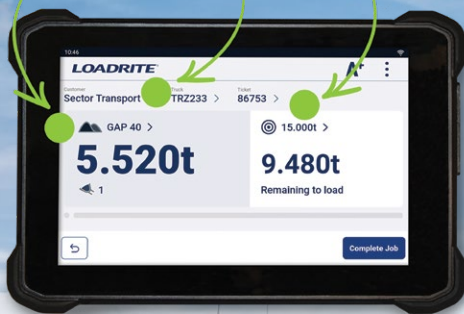 10:46
LOADRITE
A+
Customer
Truck
Ticket
Sector Transport
TRZ233 >
86753 >
GAP 40 >
15.000t >
5.520t
9.480t
1
Remaining to load
Complete Job